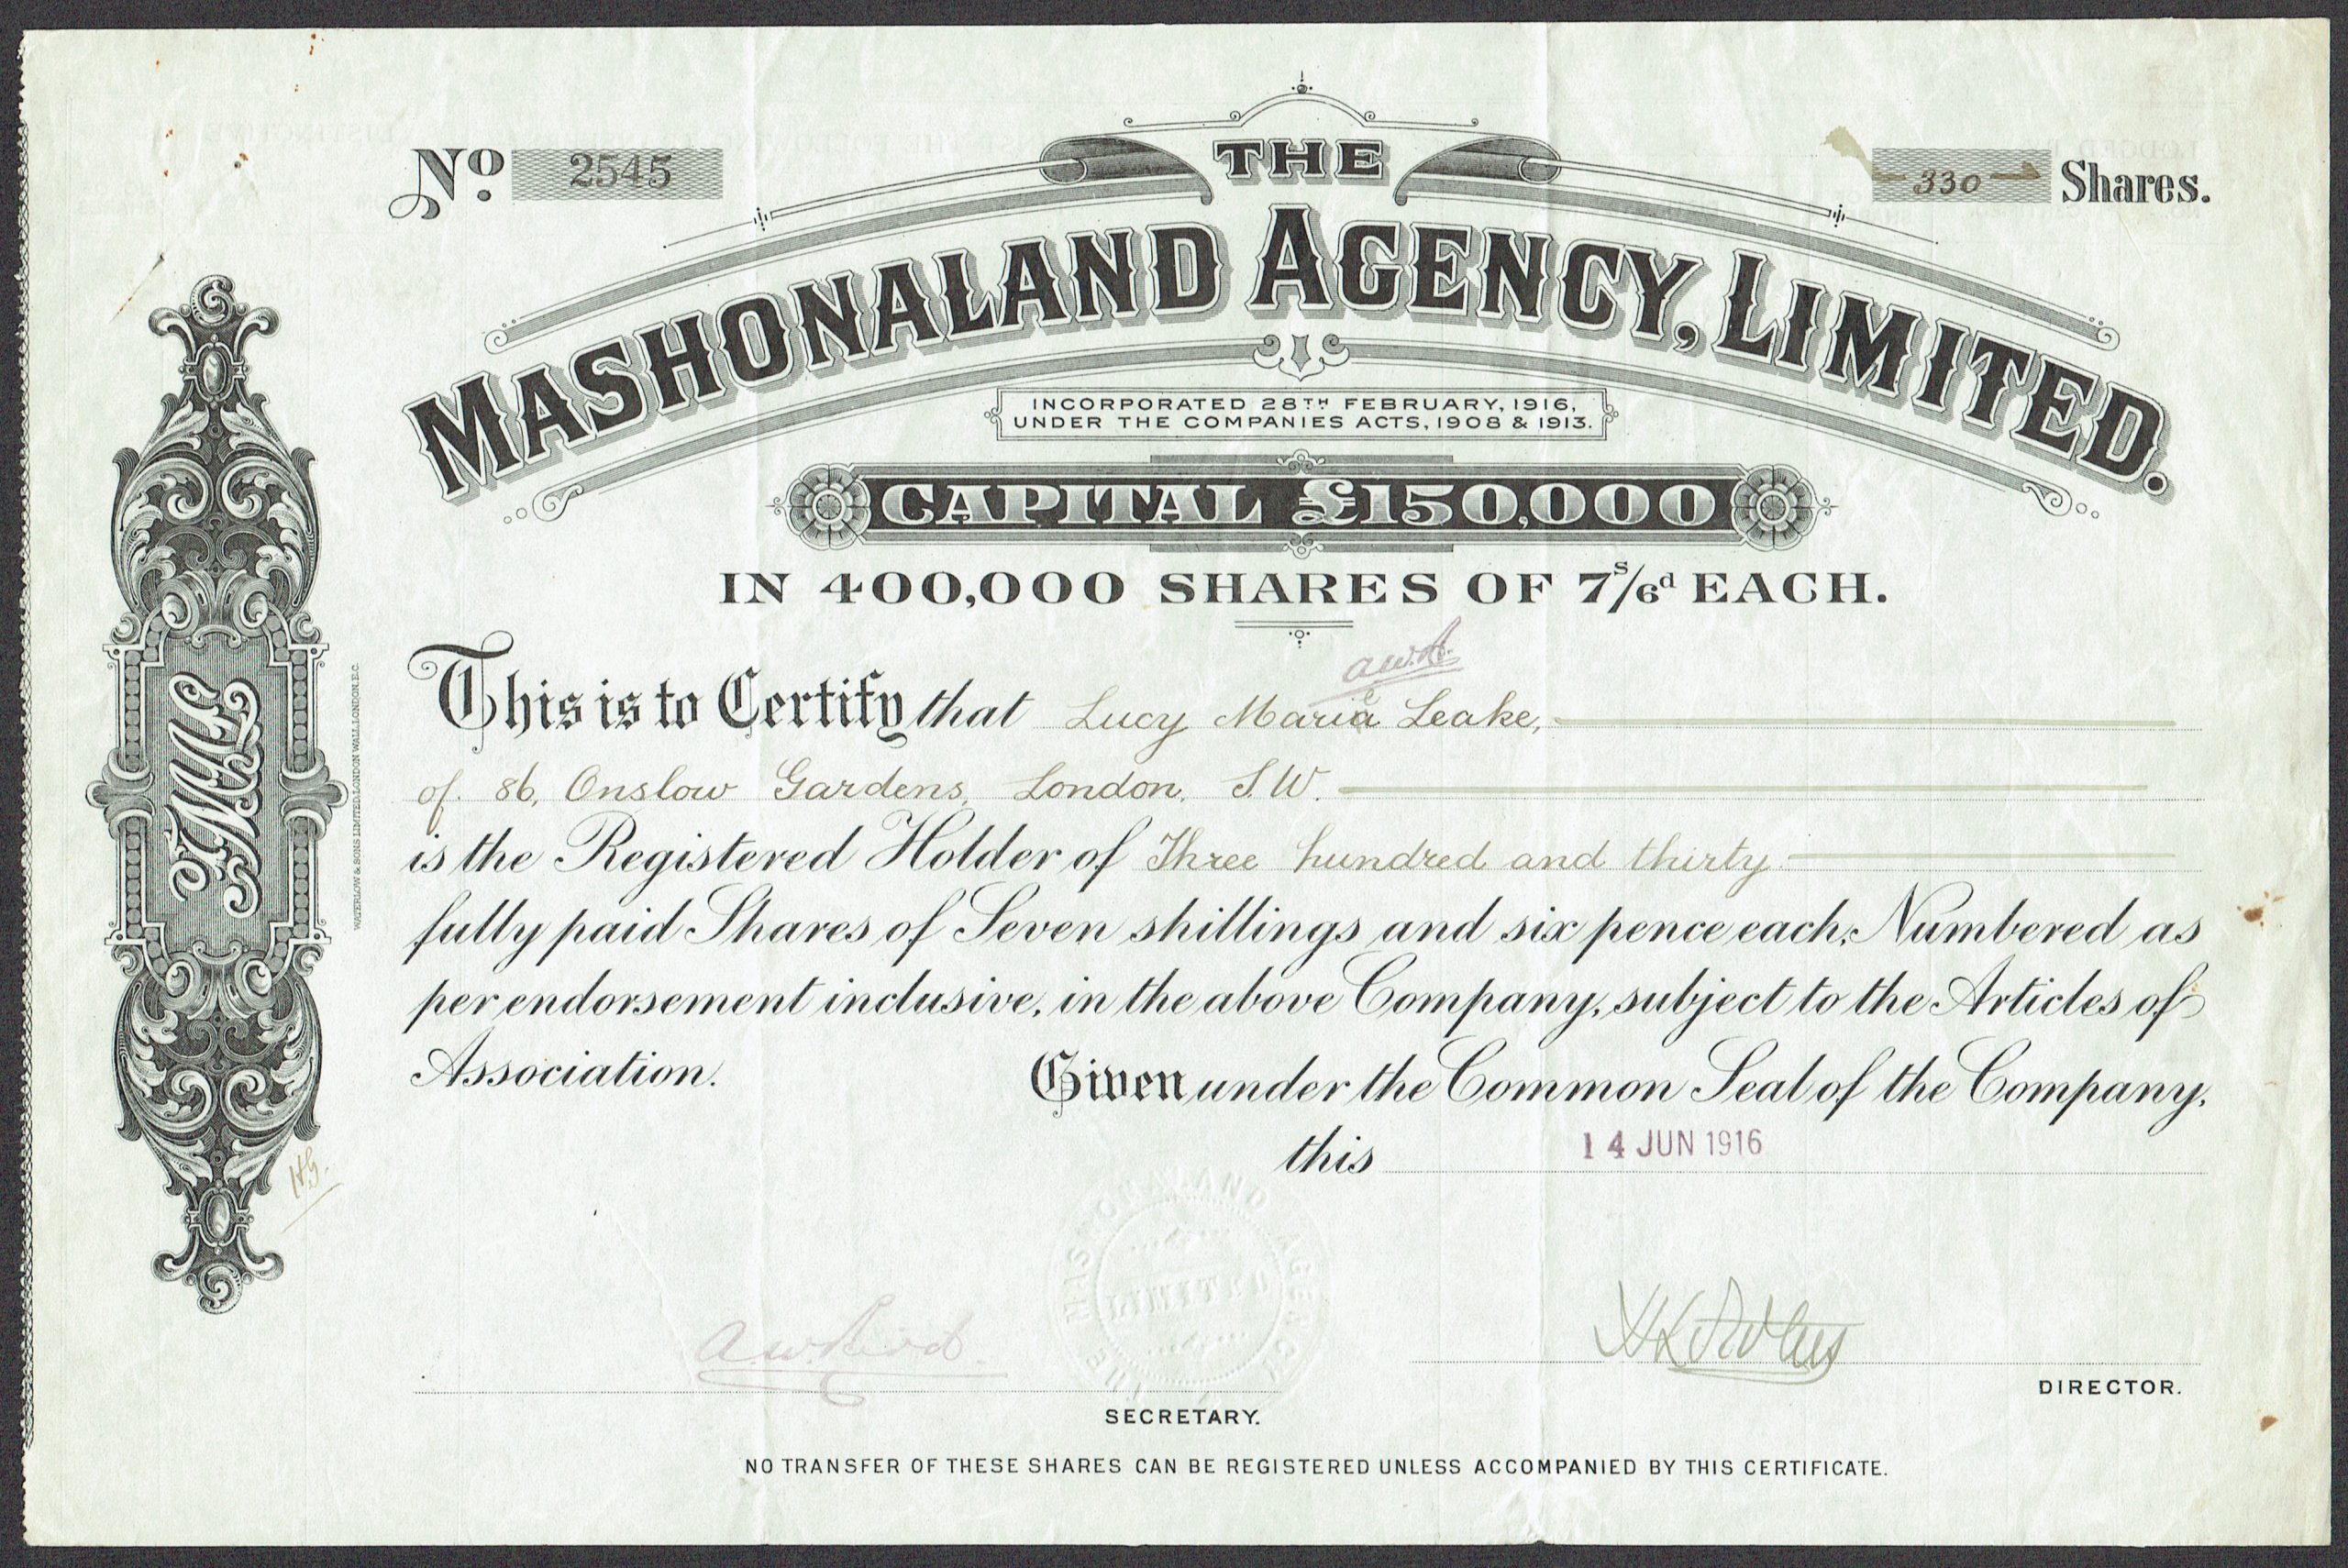 No. 2545
330 Shares.
THE
MASHONALAND AGENCY, LIMITED.
INCORPORATED 28TH FEBRUARY, 1916,
UNDER THE COMPANIES ACTS, 1908 & 1913.
CAPITAL £150,000
IN 400,000 SHARES OF 7s/6d EACH.
This is to Certify that Lucy Marie Leake,
of 86, Onslow Gardens, London, S.W.
is the Registered Holder of Three hundred and thirty
fully paid Shares of Seven shillings and six pence each, Numbered as
per endorsement inclusive, in the above Company, subject to the Articles of
Association. Given under the Common Seal of the Company,
this 14 JUN 1916
THE MASHONALAND AGENCY
LIMITED
DIRECTOR.
SECRETARY.
NO TRANSFER OF THESE SHARES CAN BE REGISTERED UNLESS ACCOMPANIED BY THIS CERTIFICATE.
WATERLOW & SONS LIMITED, LONDON WALL, LONDON, E.C.